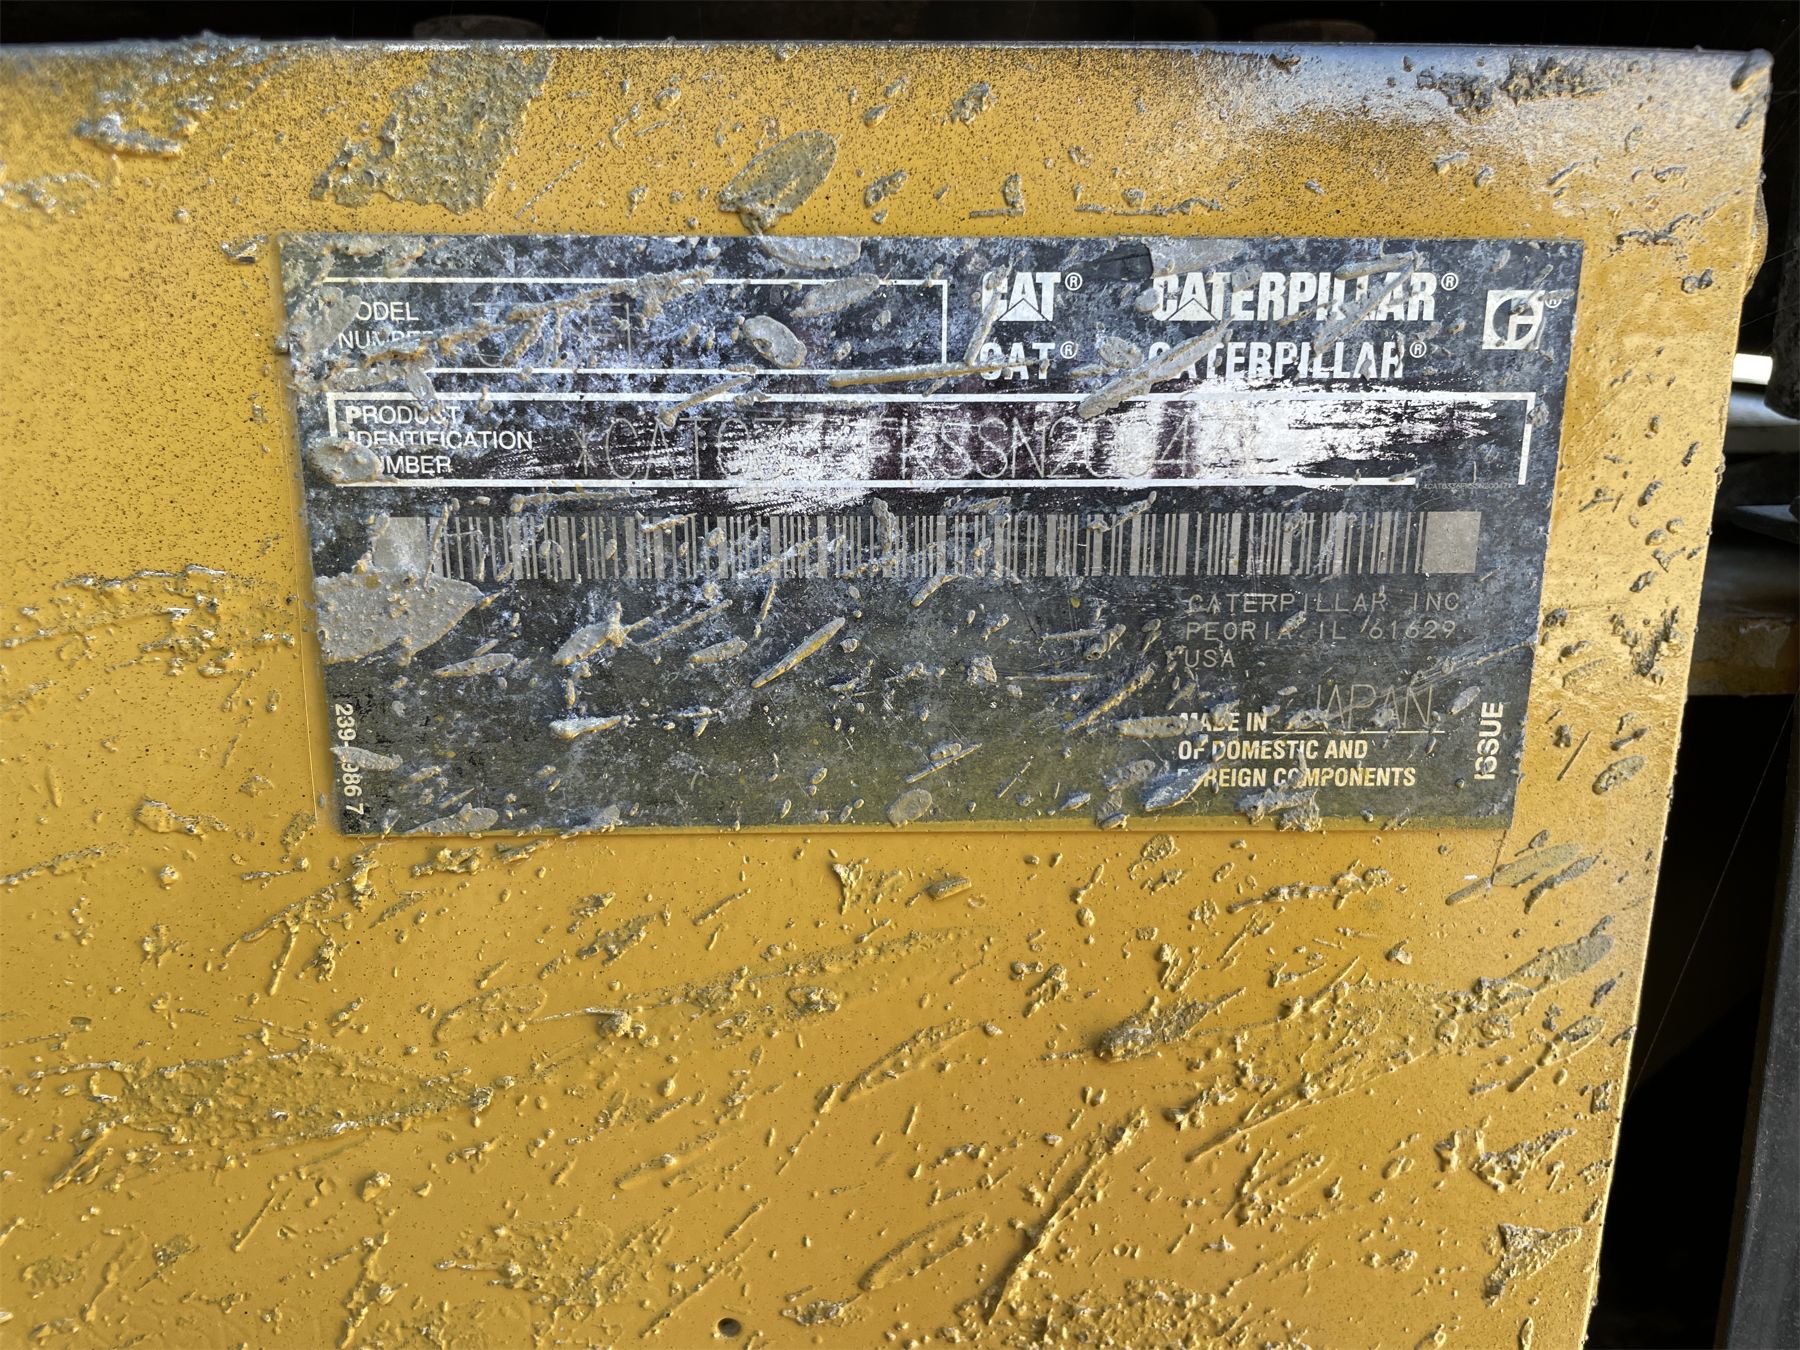 CAT® CATERPILLAR®
CAT® CATERPILLAR®
MODEL
NUMBER
PRODUCT
IDENTIFICATION
NUMBER
CATERPILLAR INC
PEORIA IL 61629
USA
MADE IN JAPAN
OF DOMESTIC AND
FOREIGN COMPONENTS
ISSUE